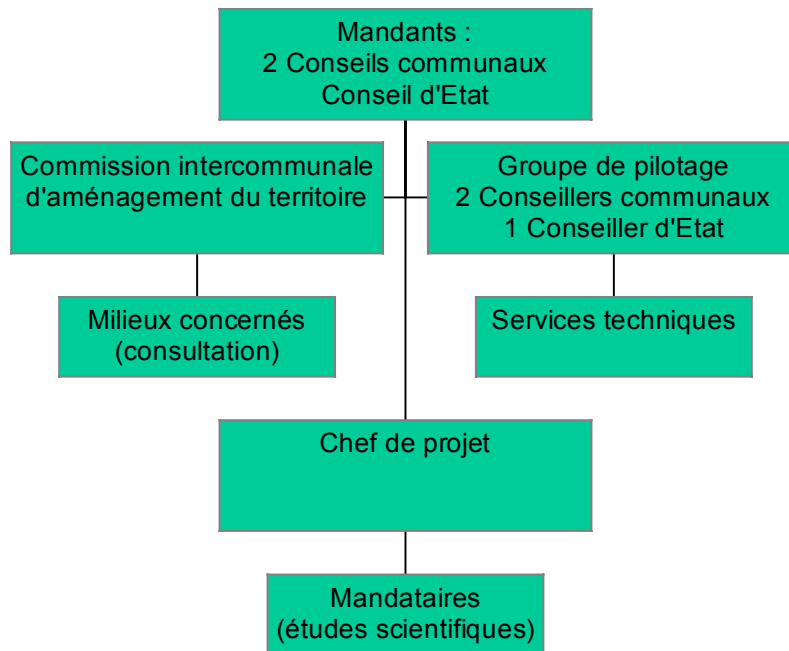 Mandants :
2 Conseils communaux
Conseil d'Etat
Commission intercommunale
d'aménagement du territoire
Groupe de pilotage
2 Conseillers communaux
1 Conseiller d'Etat
Milieux concernés
(consultation)
Services techniques
Chef de projet
Mandataires
(études scientifiques)